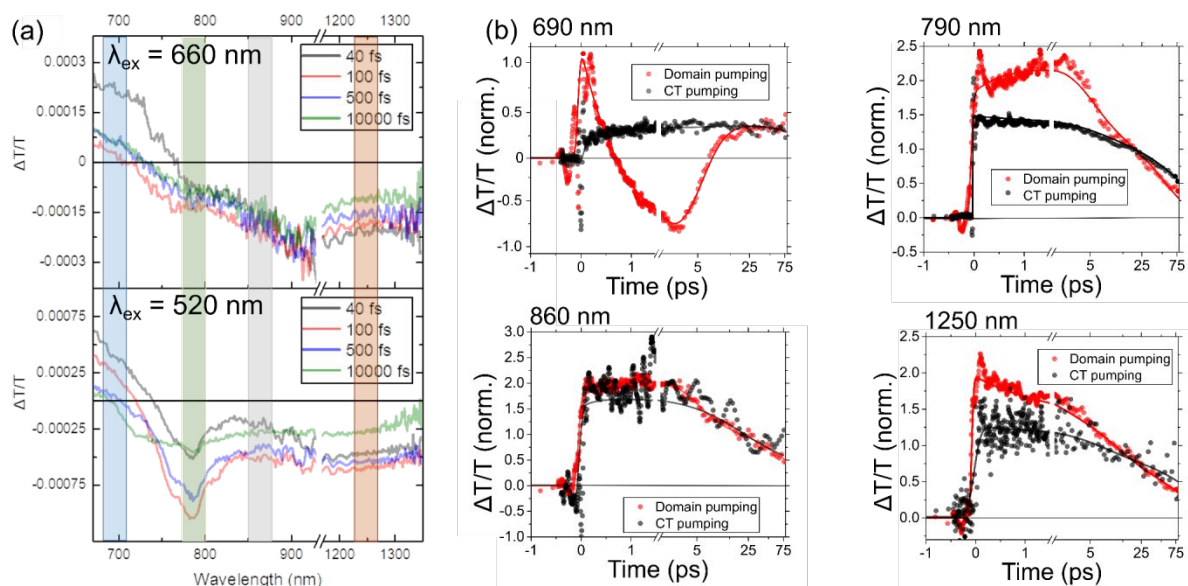 (a)
700 800 900 1200 1300
λex = 660 nm
40 fs
100 fs
500 fs
10000 fs
0.0003
0.00015
0
-0.00015
-0.0003
ΔT/T
λex = 520 nm
40 fs
100 fs
500 fs
10000 fs
0.00075
0.00025
-0.00025
-0.00075
ΔT/T
700 800 900 1200 1300
Wavelength (nm)
(b)
690 nm
Domain pumping
CT pumping
1.0
0.5
0
-0.5
-1.0
ΔT/T (norm.)
-1 0 1 5 25 75
Time (ps)
790 nm
Domain pumping
CT pumping
2.5
2.0
1.5
1.0
0.5
0.0
-0.5
ΔT/T (norm.)
-1 0 1 5 25 75
Time (ps)
860 nm
Domain pumping
CT pumping
3.0
2.5
2.0
1.5
1.0
0.5
0.0
-0.5
-1.0
ΔT/T (norm.)
-1 0 1 5 25 75
Time (ps)
1250 nm
Domain pumping
CT pumping
2.5
2.0
1.5
1.0
0.5
0.0
ΔT/T (norm.)
-1 0 1 5 25 75
Time (ps)